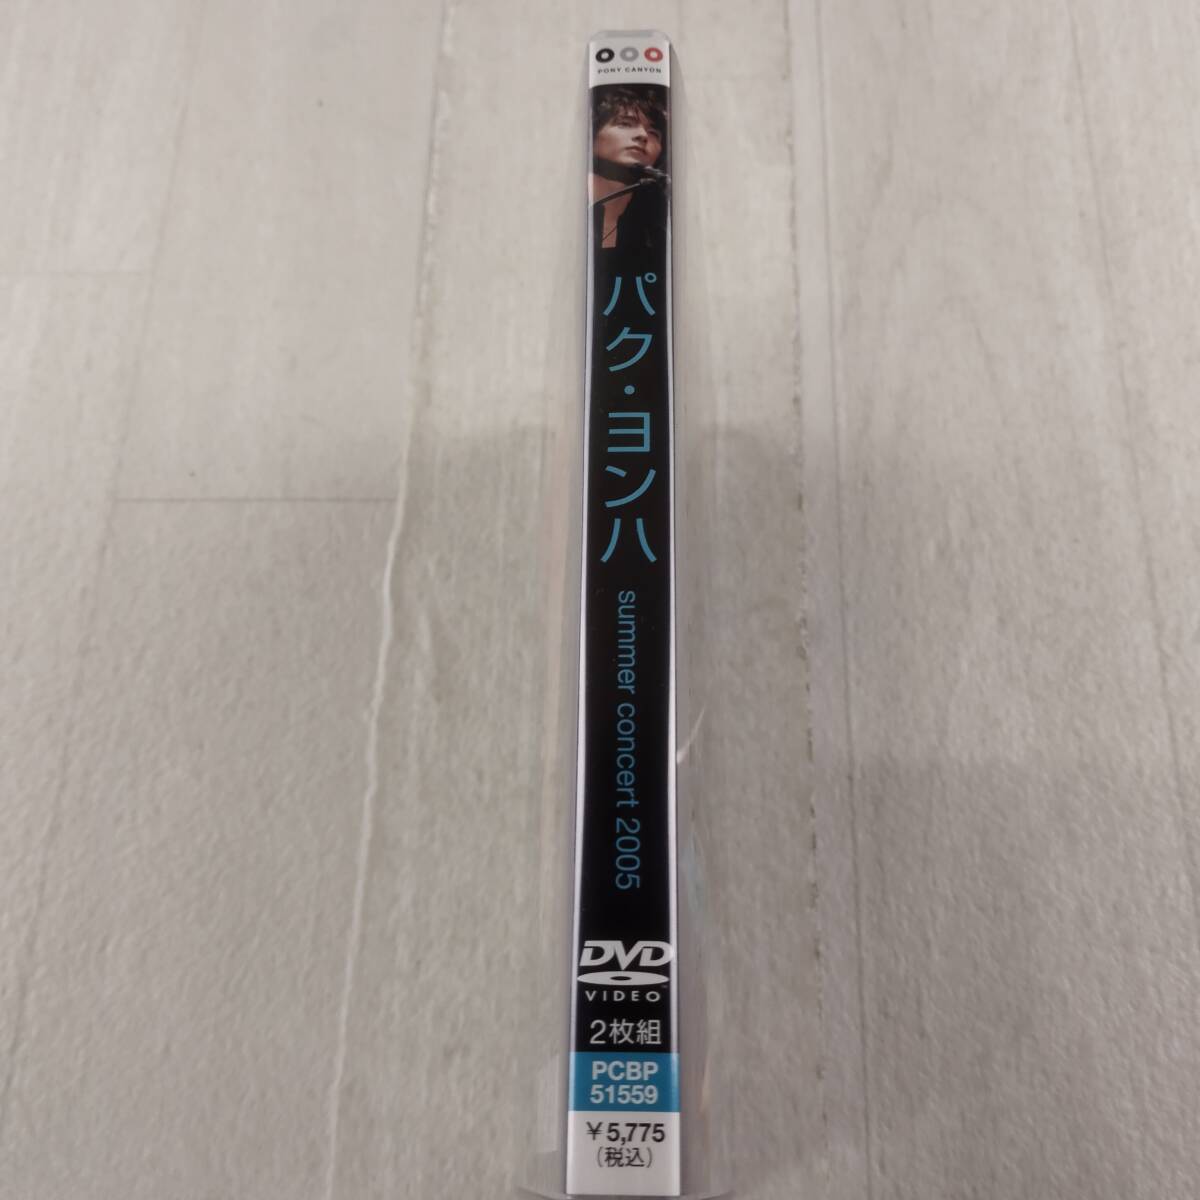 PONY CANYON
パク・ヨンハ
summer concert 2005
DVD
VIDEO™
2枚組
PCBP
51559
￥5,775
(税込)